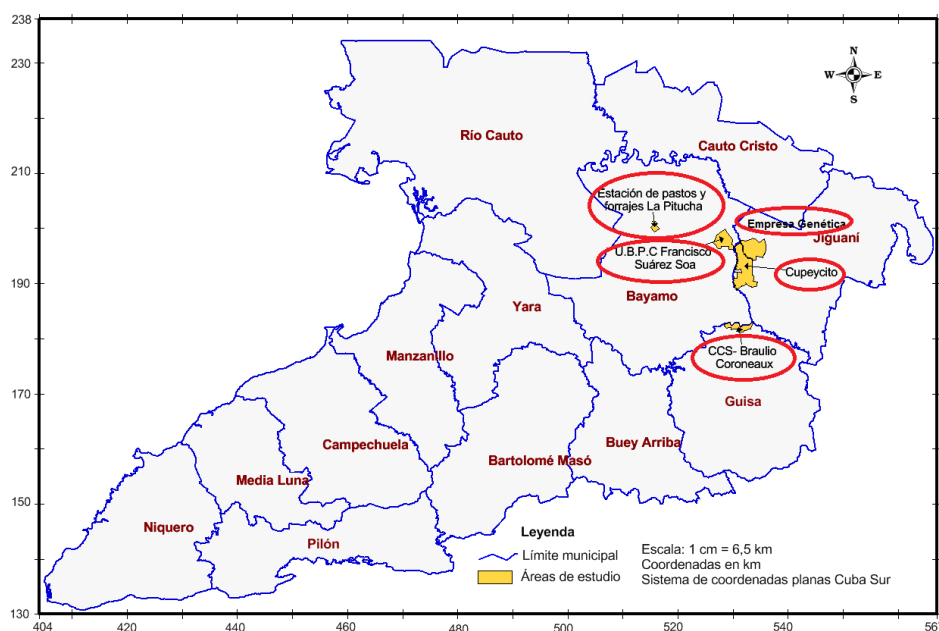 238
230
210
190
170
150
130
N
W
E
S
Río Cauto
Cauto Cristo
Estación de pastos y
forrajes La Pitucha
Empresa Genética
Jiguaní
U.B.P.C Francisco
Suárez Soa
Cupeycito
Bayamo
Yara
Manzanillo
CCS- Braulio
Coroneaux
Guisa
Campechuela
Buey Arriba
Bartolomé Masó
Media Luna
Niquero
Pilón
Leyenda
Límite municipal
Áreas de estudio
Escala: 1 cm = 6,5 km
Coordenadas en km
Sistema de coordenadas planas Cuba Sur
404 420 440 460 480 500 520 540 56